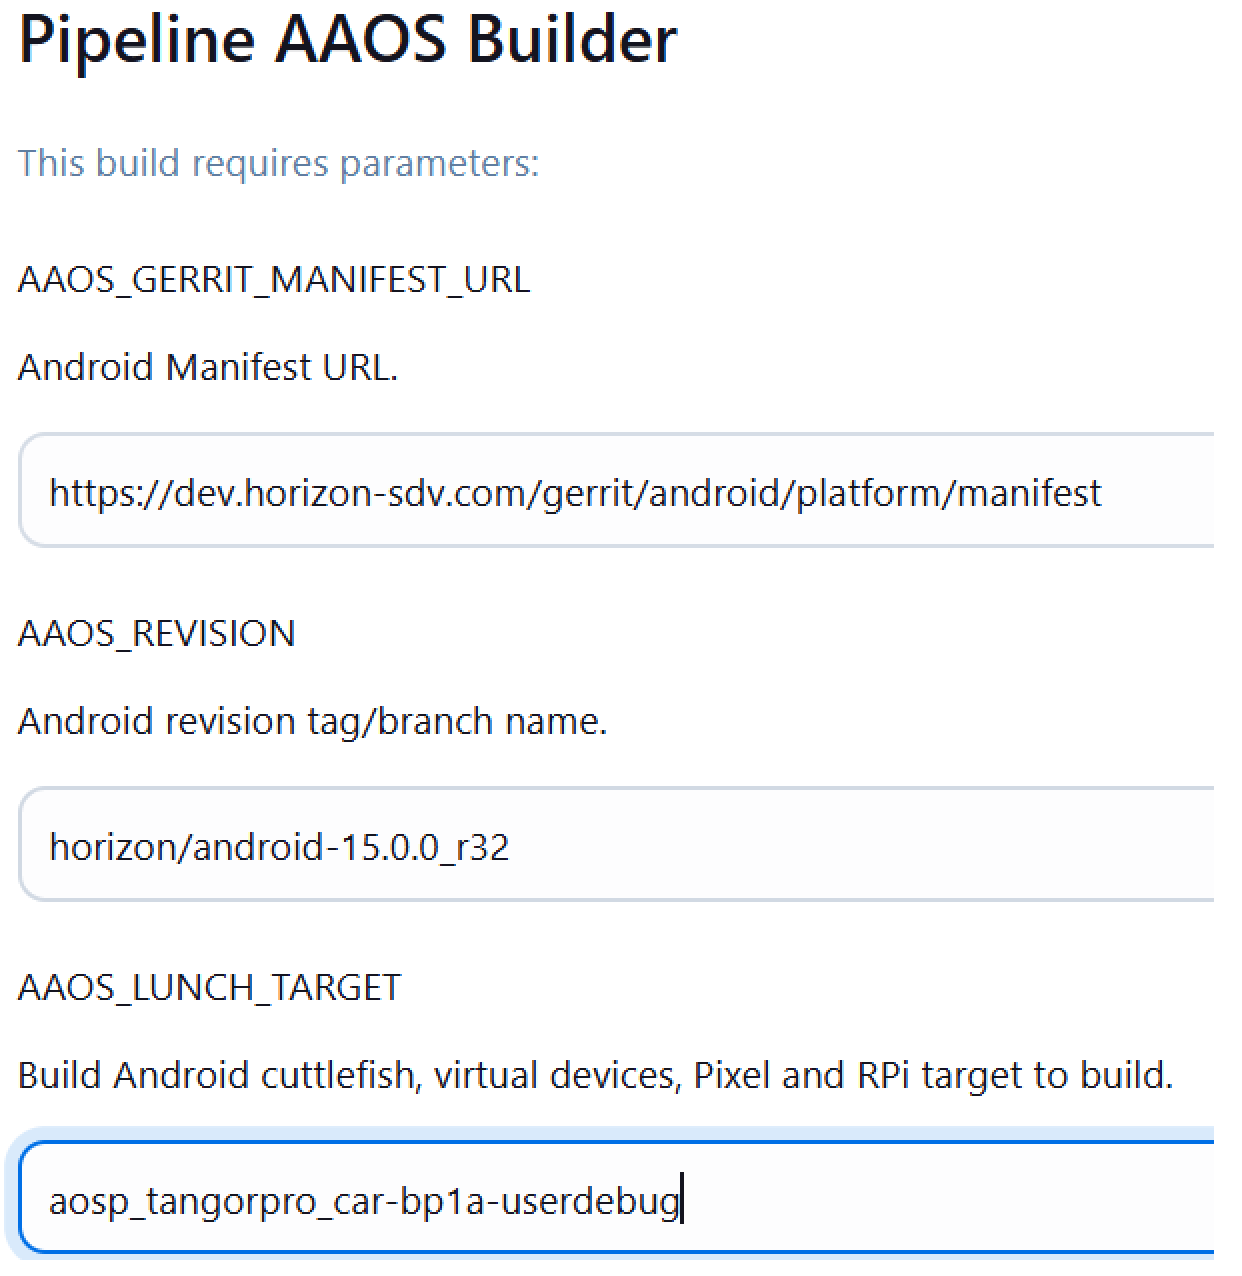 Pipeline AAOS Builder
This build requires parameters:
AAOS_GERRIT_MANIFEST_URL
Android Manifest URL.
https://dev.horizon-sdv.com/gerrit/android/platform/manifest
AAOS_REVISION
Android revision tag/branch name.
horizon/android-15.0.0_r32
AAOS_LUNCH_TARGET
Build Android cuttlefish, virtual devices, Pixel and RPi target to build.
aosp_tangorpro_car-bp1a-userdebug